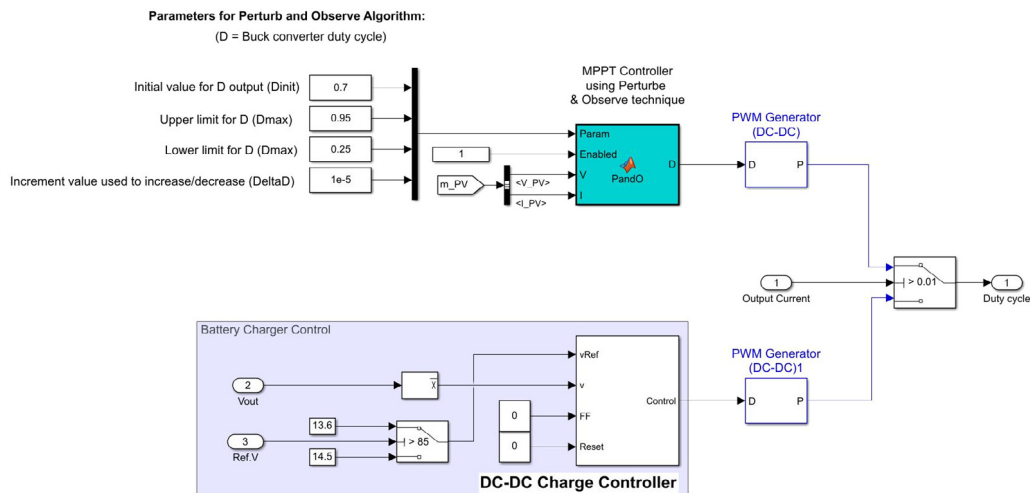 Parameters for Perturb and Observe Algorithm:
(D = Buck converter duty cycle)
Initial value for D output (Dinit)
0.7
Upper limit for D (Dmax)
0.95
Lower limit for D (Dmax)
0.25
Increment value used to increase/decrease (DeltaD)
1e-5
MPPT Controller
using Perturbe
& Observe technique
1
m_PV
<V_PV>
<I_PV>
Param
Enabled
V
I
D
PandO
PWM Generator
(DC-DC)
D
P
1
Output Current
> 0.01
1
Duty cycle
Battery Charger Control
2
Vout
x
13.6
3
Ref.V
> 85
14.5
0
0
vRef
v
FF
Reset
Control
DC-DC Charge Controller
PWM Generator
(DC-DC)1
D
P